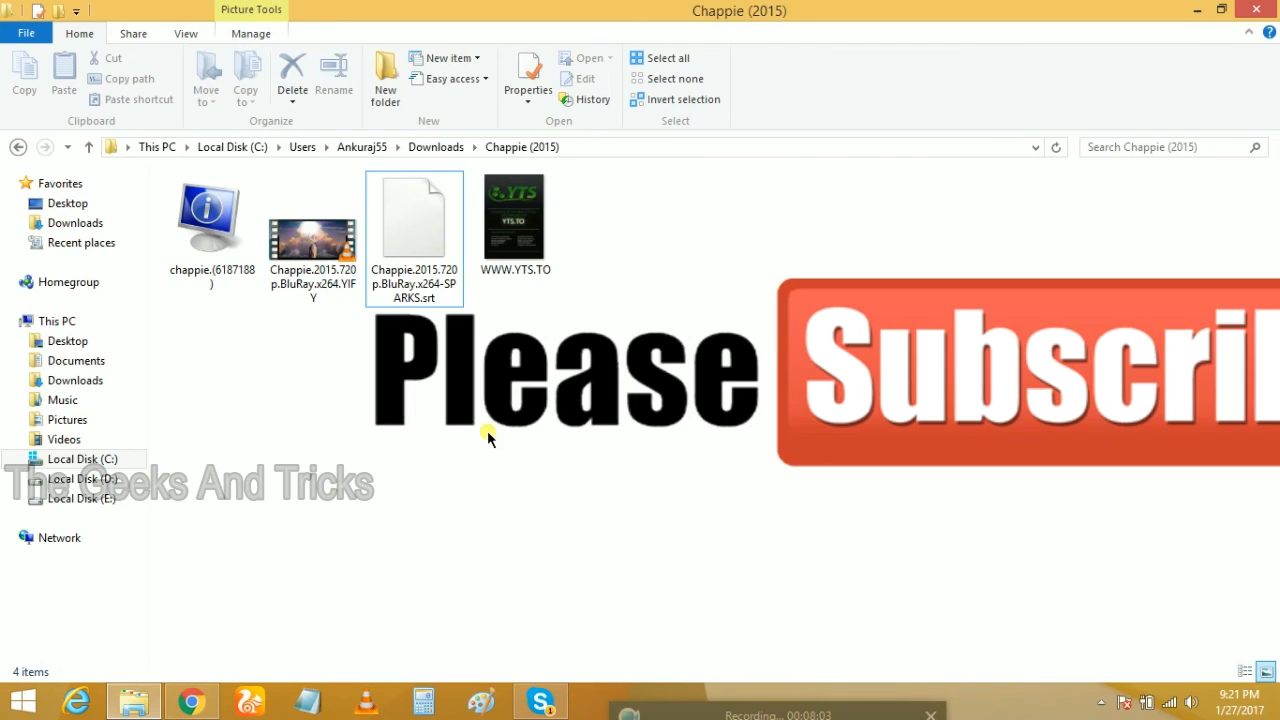 Picture Tools
Chappie (2015)
File
Home
Share
View
Manage
Copy
Paste
Cut
Copy path
Paste shortcut
Clipboard
Move to
Copy to
Delete
Rename
Organize
New folder
New item
Easy access
New
Properties
Open
Edit
History
Open
Select all
Select none
Invert selection
Select
This PC
Local Disk (C:)
Users
Ankuraj55
Downloads
Chappie (2015)
Search Chappie (2015)
Favorites
Desktop
Downloads
Recent places
Homegroup
This PC
Desktop
Documents
Downloads
Music
Pictures
Videos
Local Disk (C:)
Local Disk (D:)
Local Disk (E:)
Network
chappie.(6187188
)
Chappie.2015.720
p.BluRay.x264.YIF
Y
Chappie.2015.720
p.BluRay.x264-SP
ARKS.srt
YTS
YTS.TO
WWW.YTS.TO
Please Subscri
The Geeks And Tricks
4 items
Recording... 00:08:03
9:21 PM
1/27/2017